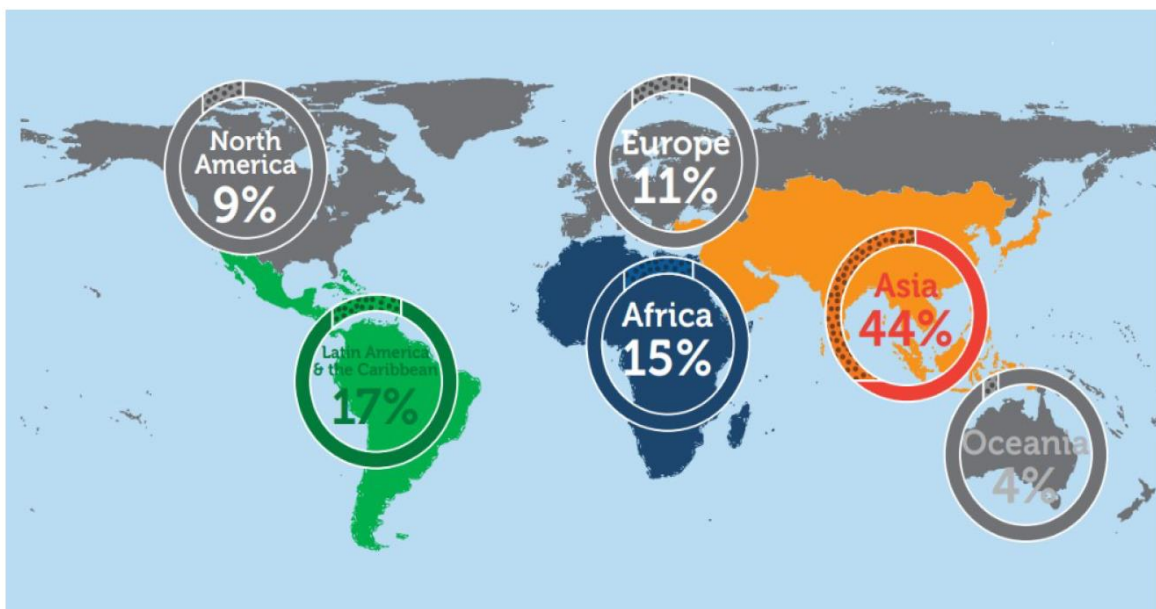 North
America
9%
Europe
11%
Latin America
& the Caribbean
17%
Africa
15%
Asia
44%
Oceania
4%